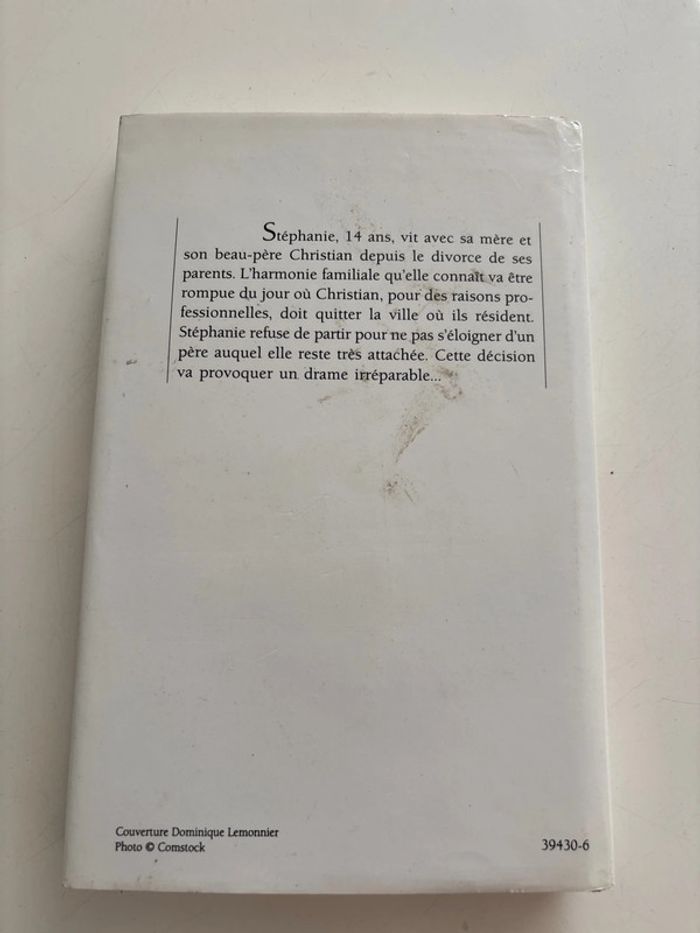 Stéphanie, 14 ans, vit avec sa mère et
son beau-père Christian depuis le divorce de ses
parents. L'harmonie familiale qu'elle connaît va être
rompue du jour où Christian, pour des raisons pro-
fessionnelles, doit quitter la ville où ils résident.
Stéphanie refuse de partir pour ne pas s'éloigner d'un
père auquel elle reste très attachée. Cette décision
va provoquer un drame irréparable...
Couverture Dominique Lemonnier
Photo © Comstock
39430-6